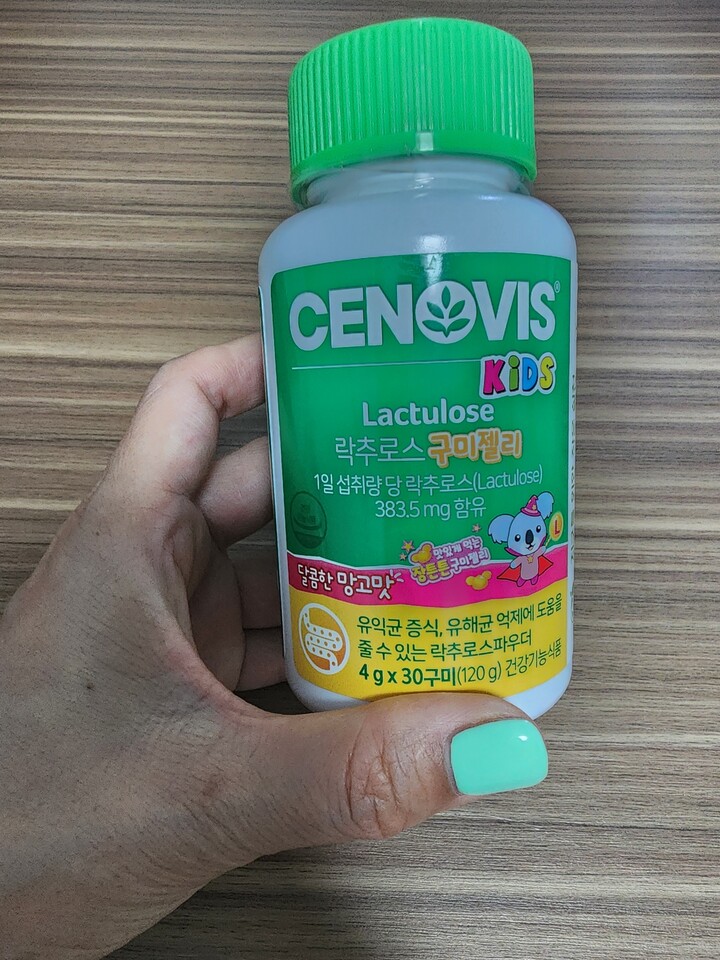 CENOVIS®
KiDS
Lactulose
락추로스 구미젤리
1일 섭취량 당 락추로스(Lactulose)
383.5 mg 함유
L
맛있게 먹는
장튼튼구미젤리
달콤한 망고맛
유익균 증식, 유해균 억제에 도움을
줄 수 있는 락추로스파우더
4 g x 30구미(120 g) 건강기능식품